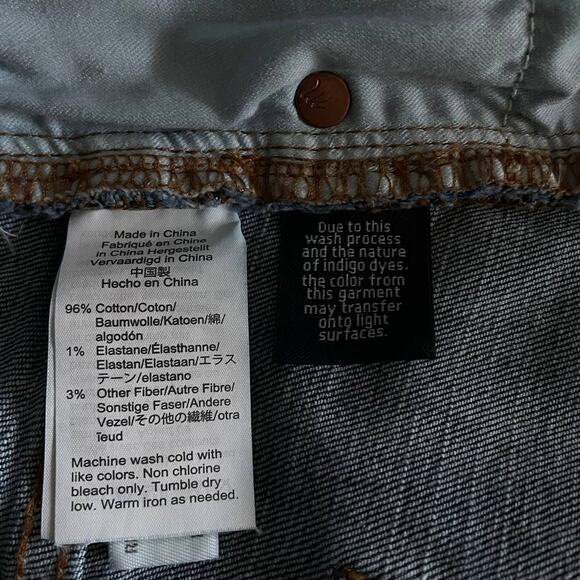 Made in China
Fabriqué en Chine
in China Hergestellt
Vervaardigd in China
中国製
Hecho en China
96% Cotton/Coton/
Baumwolle/Katoen/綿/
algodón
1% Elastane/Élasthanne/
Elastan/Elastaan/エラス
テーン/elastano
3% Other Fiber/Autre Fibre/
Sonstige Faser/Andere
Vezel/その他の繊維/otra
īeud
Machine wash cold with
like colors. Non chlorine
bleach only. Tumble dry
low. Warm iron as needed.
Due to this
wash process
and the nature
of indigo dyes.
the color from
this garment
may transfer
onto light
surfaces.